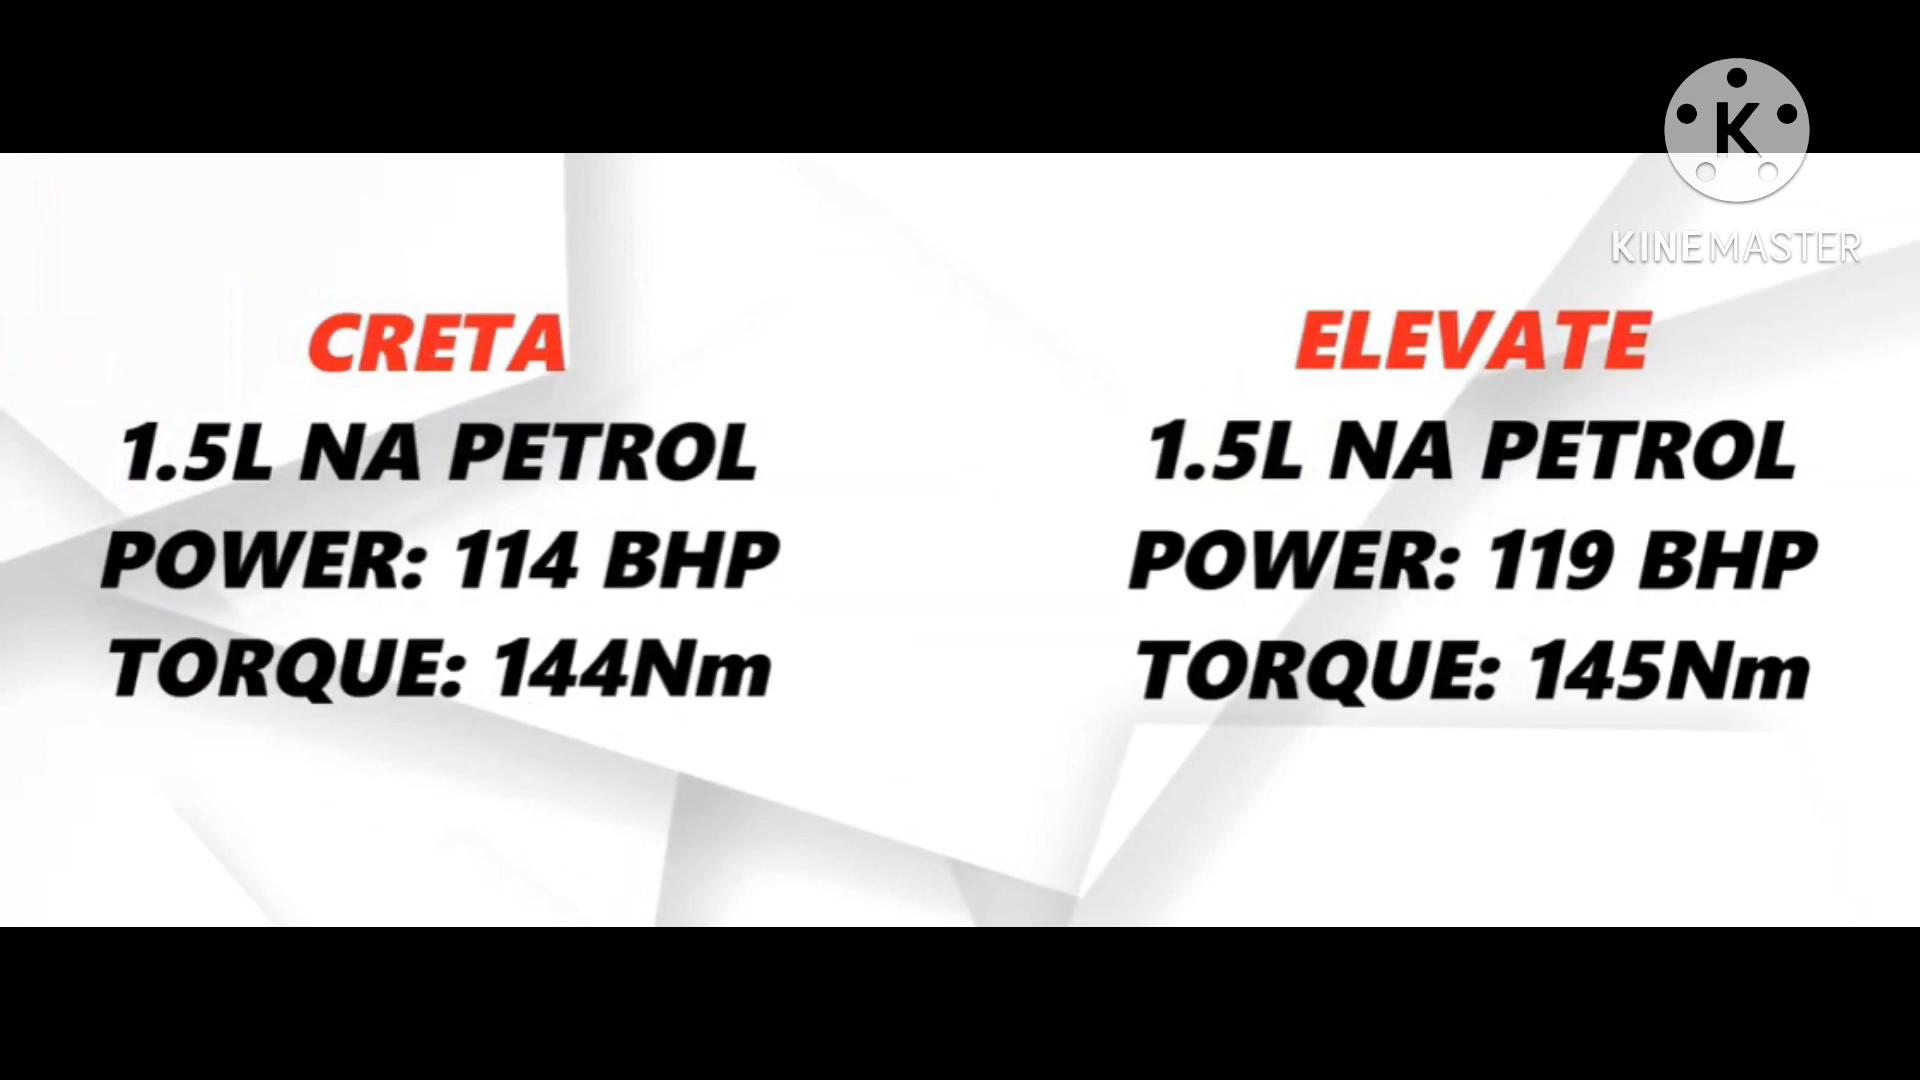 K
KINEMASTER
CRETA
1.5L NA PETROL
POWER: 114 BHP
TORQUE: 144Nm
ELEVATE
1.5L NA PETROL
POWER: 119 BHP
TORQUE: 145Nm